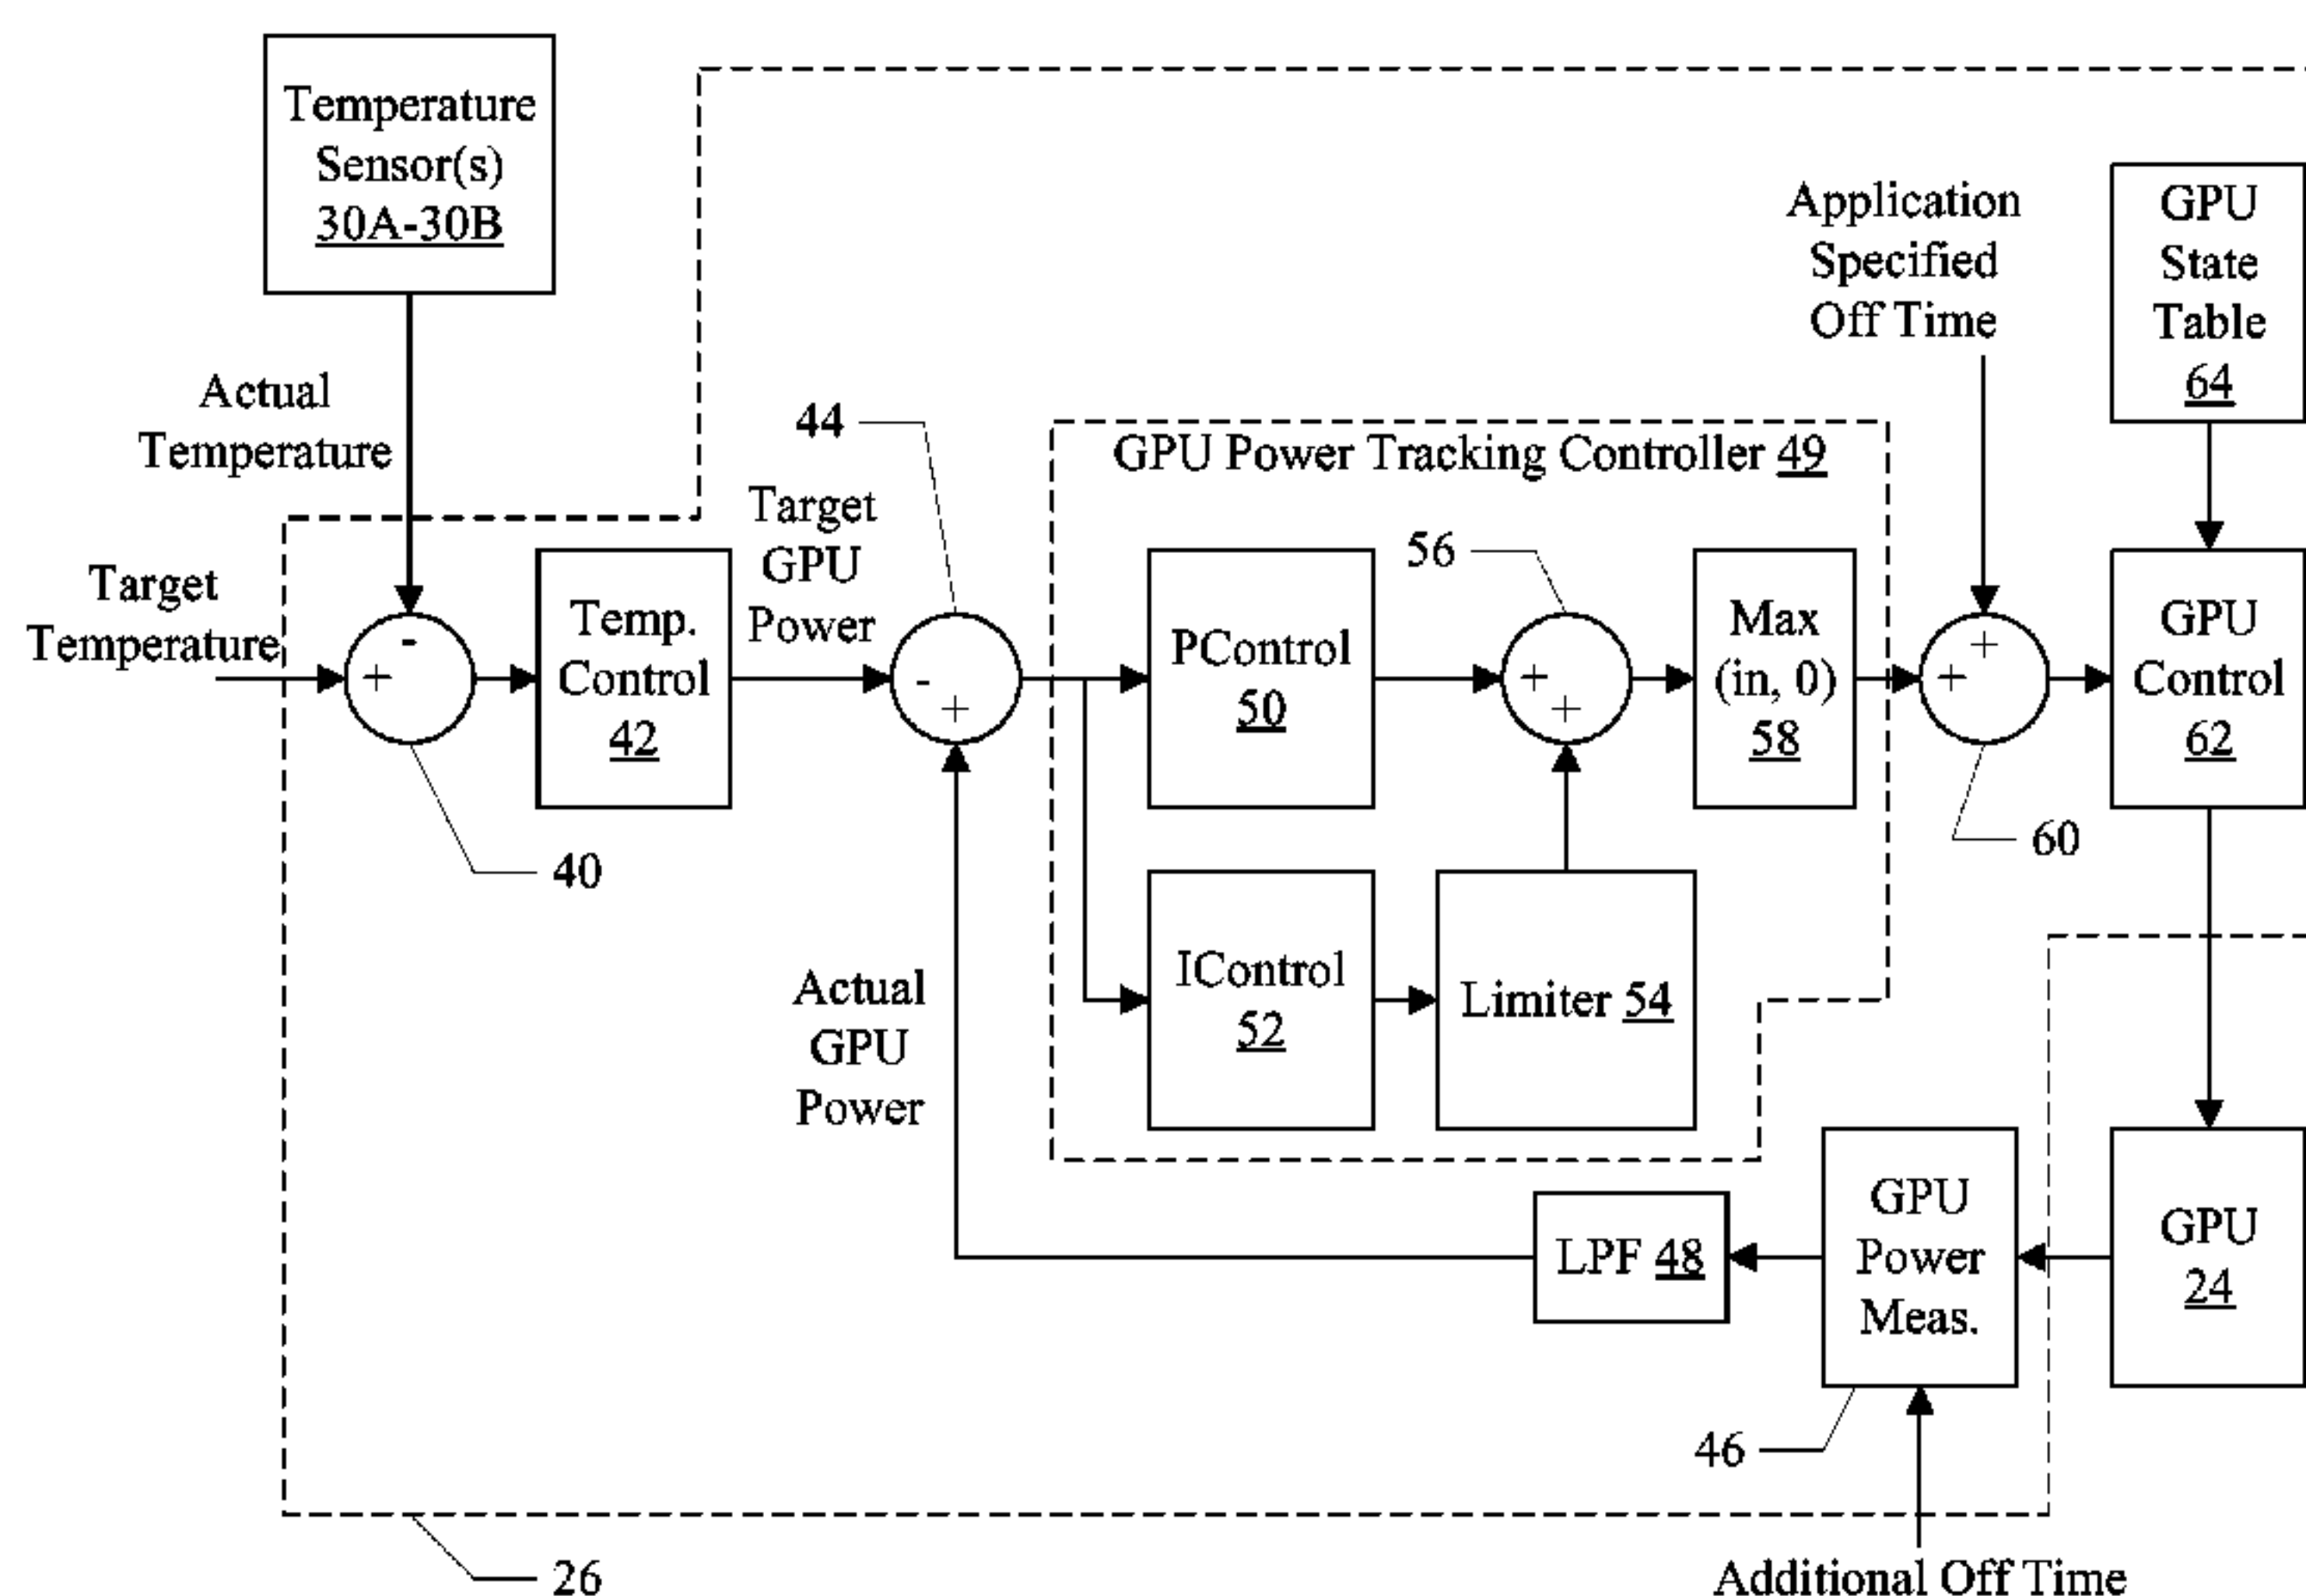 Temperature
Sensor(s)
30A-30B
Actual
Temperature
Target
Temperature
+
-
40
Temp.
Control
42
Target
GPU
Power
44
-
+
Actual
GPU
Power
GPU Power Tracking Controller 49
PControl
50
IControl
52
Limiter 54
56
+
+
Max
(in, 0)
58
Application
Specified
Off Time
+
+
60
GPU
State
Table
64
GPU
Control
62
GPU
24
GPU
Power
Meas.
46
LPF 48
Additional Off Time
26